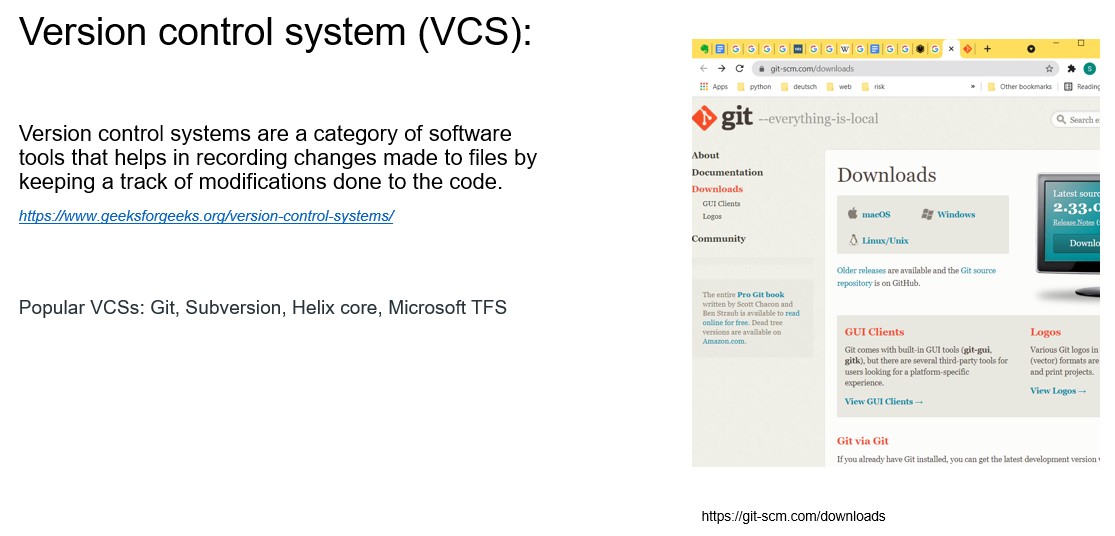 Version control system (VCS):
Version control systems are a category of software
tools that helps in recording changes made to files by
keeping a track of modifications done to the code.
https://www.geeksforgeeks.org/version-control-systems/
Popular VCSs: Git, Subversion, Helix core, Microsoft TFS
git-scm.com/downloads
S
Apps python deutsch web risk » Other bookmarks Reading
git --everything-is-local
Search
About
Documentation
Downloads
GUI Clients
Logos
Community
The entire Pro Git book
written by Scott Chacon and
Ben Straub is available to read
online for free. Dead tree
versions are available on
Amazon.com.
Downloads
macOS Windows
Linux/Unix
Older releases are available and the Git source
repository is on GitHub.
Latest sourc
2.33.0
Release Notes
Downlo
GUI Clients
Git comes with built-in GUI tools (git-gui,
gitk), but there are several third-party tools for
users looking for a platform-specific
experience.
View GUI Clients →
Logos
Various Git logos in
(vector) formats are
and print projects.
View Logos →
Git via Git
If you already have Git installed, you can get the latest development version
https://git-scm.com/downloads